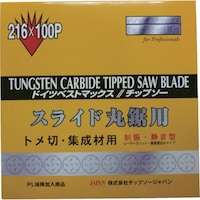 216×100P
for Professionals
TUNGSTEN CARBIDE TIPPED SAW BLADE
ドイツベストマックス//チップソー
スライド丸鋸用
トメ切・集成材用
制振・静音型
PL保険加入商品
株式会社チップソージャパン